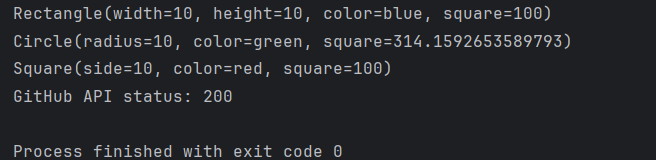 Rectangle(width=10, height=10, color=blue, square=100)
Circle(radius=10, color=green, square=314.1592653589793)
Square(side=10, color=red, square=100)
GitHub API status: 200
Process finished with exit code 0